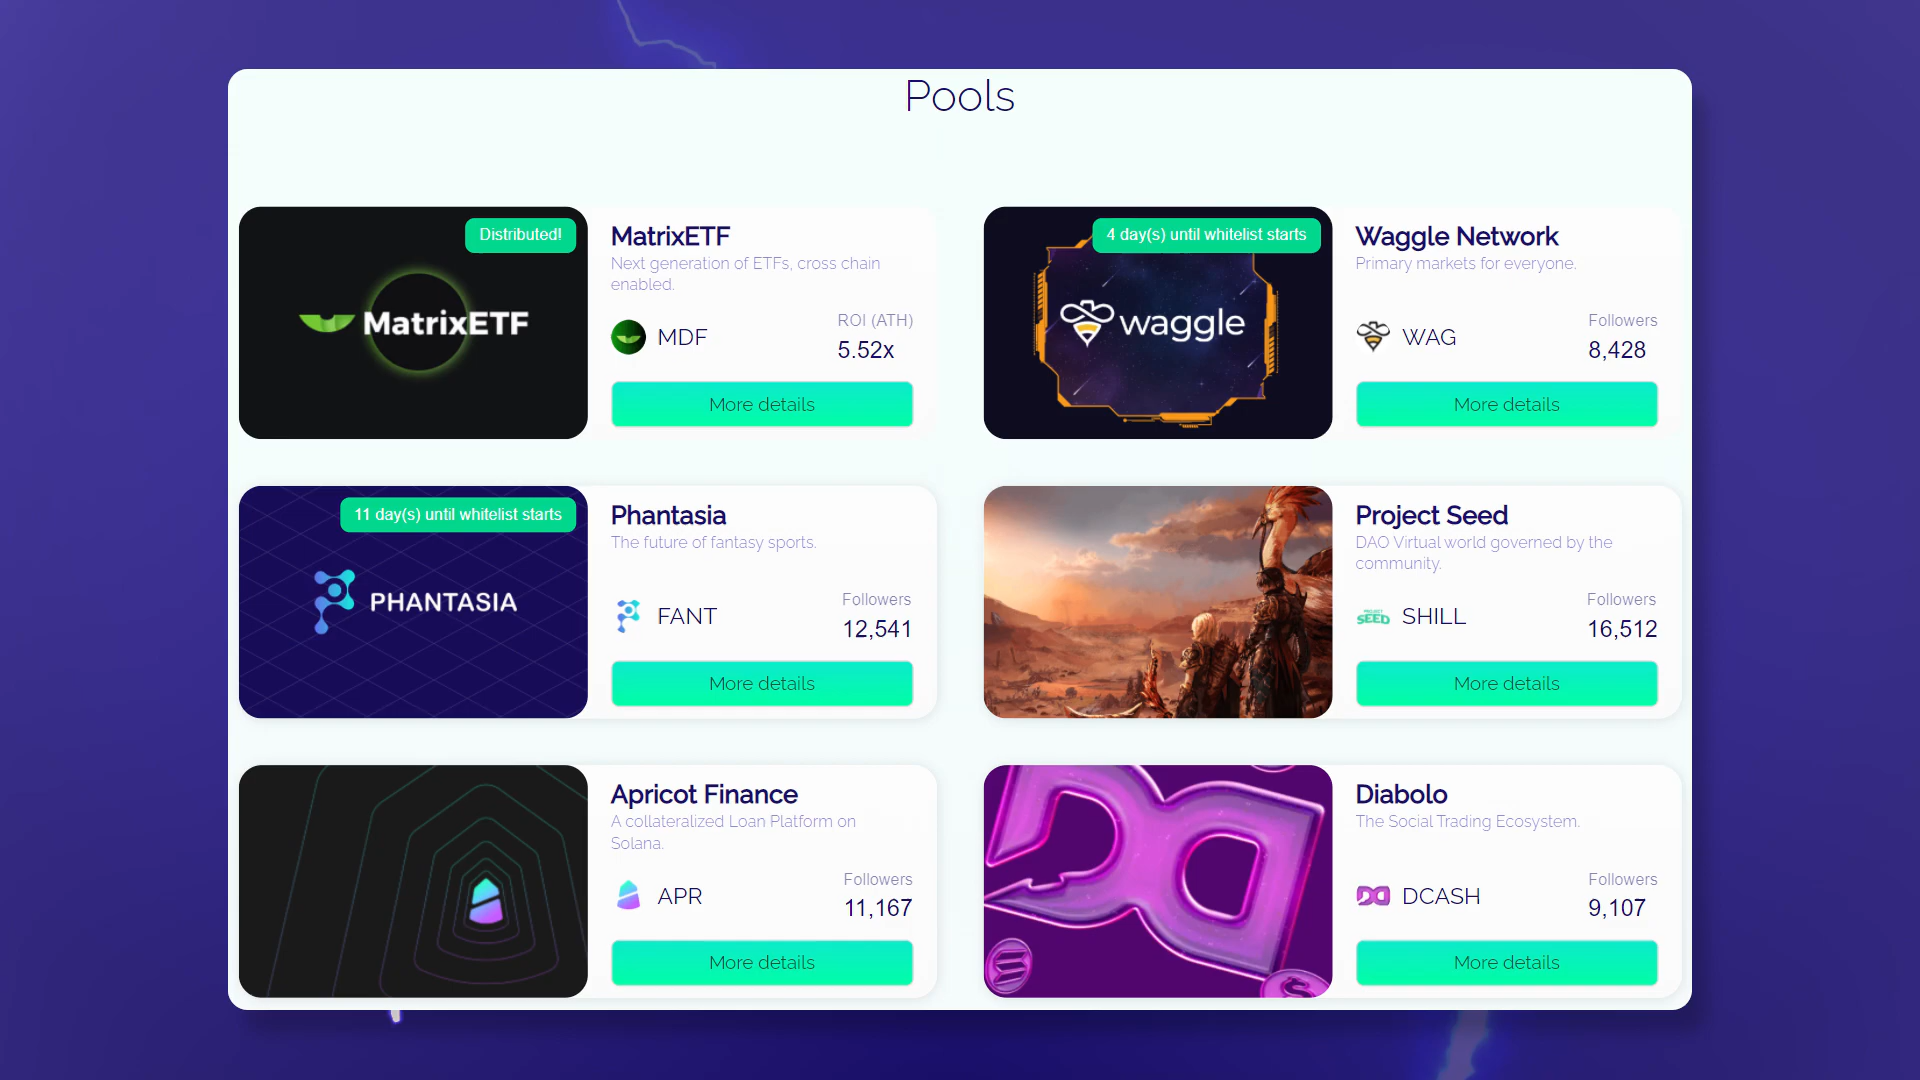 Pools
Distributed!
MatrixETF
MatrixETF
Next generation of ETFs, cross chain
enabled.
MDF
ROI (ATH)
5.52x
More details
4 day(s) until whitelist starts
waggle
Waggle Network
Primary markets for everyone.
WAG
Followers
8,428
More details
11 day(s) until whitelist starts
PHANTASIA
Phantasia
The future of fantasy sports.
FANT
Followers
12,541
More details
Project Seed
DAO Virtual world governed by the
community.
PROJECT
SEED
SHILL
Followers
16,512
More details
Apricot Finance
A collateralized Loan Platform on
Solana.
APR
Followers
11,167
More details
Diabolo
The Social Trading Ecosystem.
DCASH
Followers
9,107
More details